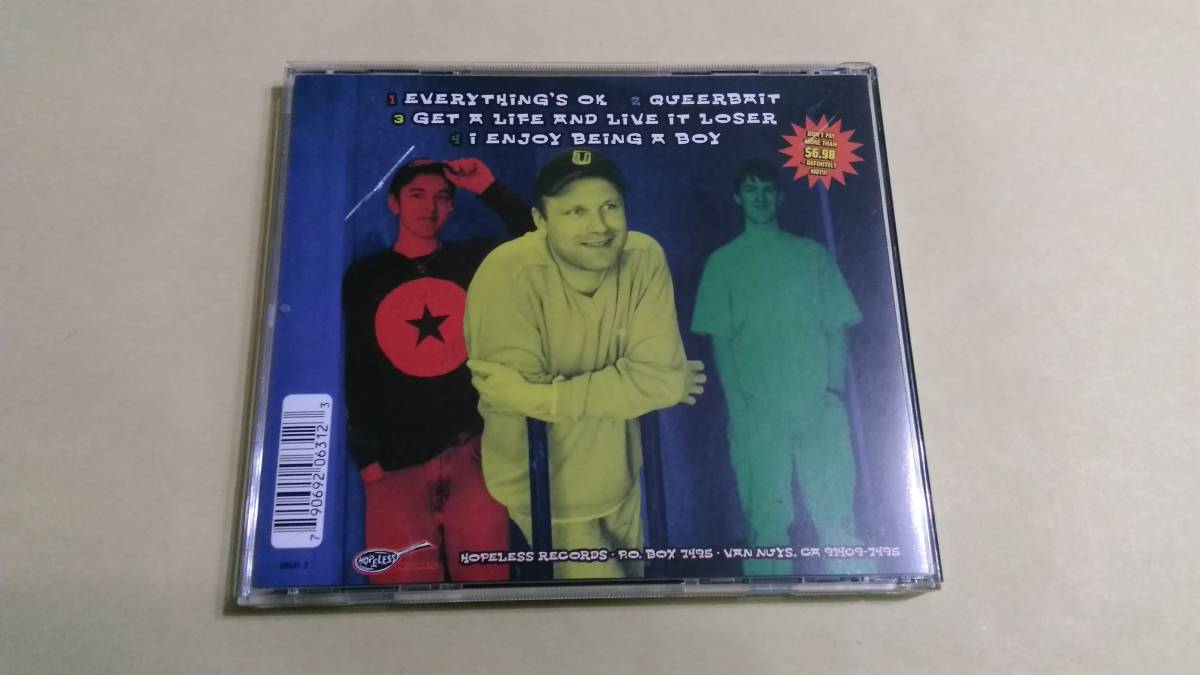 1 EVERYTHING'S OK 2 QUEERBAIT
3 GET A LIFE AND LIVE IT LOSER
4 I ENJOY BEING A BOY
DON'T PAY
MORE THAN
$6.98
DEFINITELY
NOT!!!
U
7 90692 06312 3
HOPELESS
HOPELESS RECORDS · P.O. BOX 7495 · VAN NUYS, CA 91409-7495